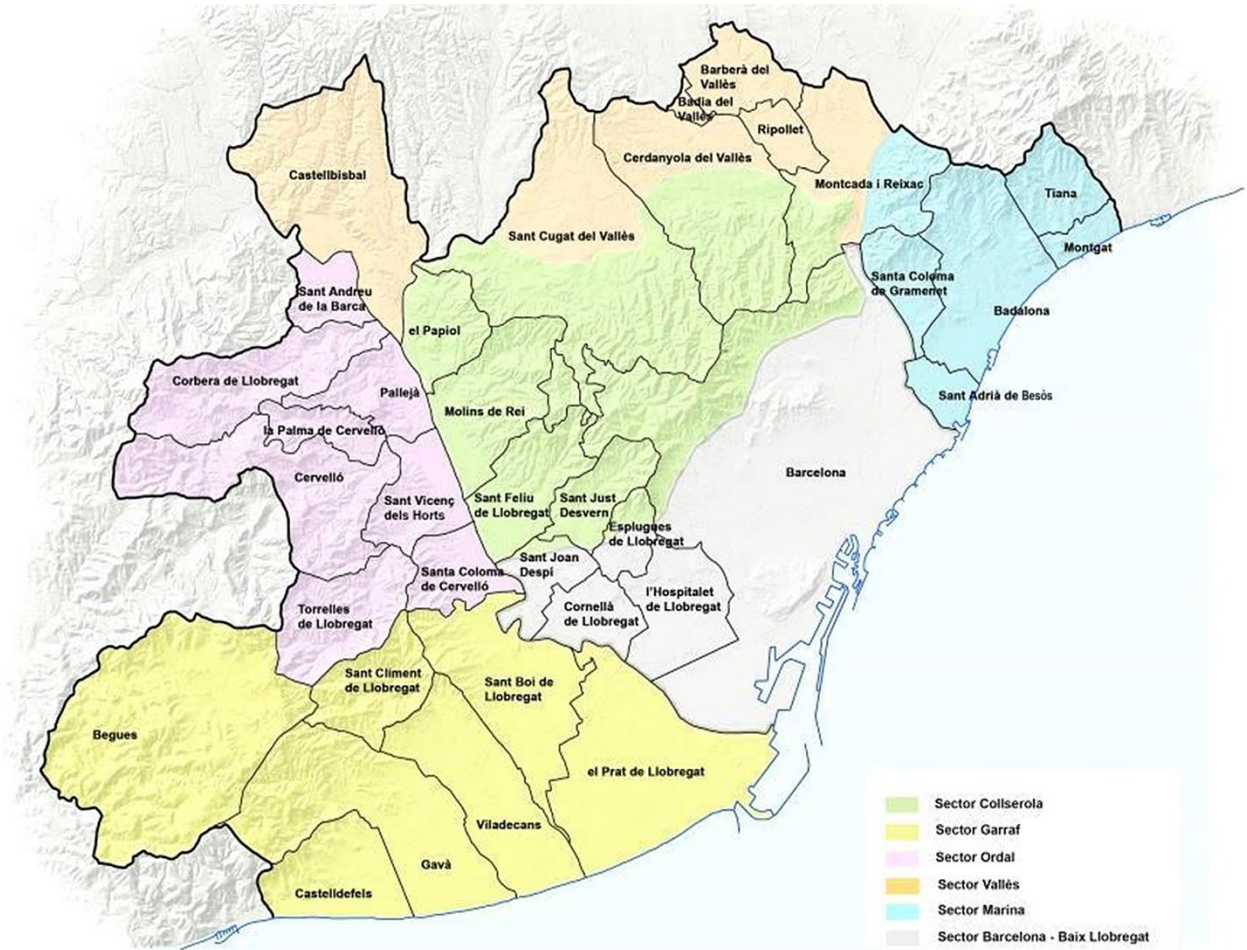 Barberà del
Vallès
Badia del
Vallès
Ripollet
Cerdanyola del Vallès
Castellbisbal
Montcada i Reixac
Tiana
Sant Cugat del Vallès
Montgat
Santa Coloma
de Gramenet
Sant Andreu
de la Barca
Badalona
el Papiol
Corbera de Llobregat
Pallejà
Sant Adrià de Besòs
Molins de Rei
la Palma de Cervelló
Barcelona
Cervelló
Sant Vicenç
dels Horts
Sant Feliu
de Llobregat
Sant Just
Desvern
Esplugues
de Llobregat
Sant Joan
Despí
Santa Coloma
de Cervelló
l'Hospitalet
de Llobregat
Cornellà
de Llobregat
Torrelles
de Llobregat
Sant Climent
de Llobregat
Sant Boi de
Llobregat
Begues
el Prat de Llobregat
Viladecans
Gavà
Castelldefels
Sector Collserola
Sector Garraf
Sector Ordal
Sector Vallès
Sector Marina
Sector Barcelona - Baix Llobregat